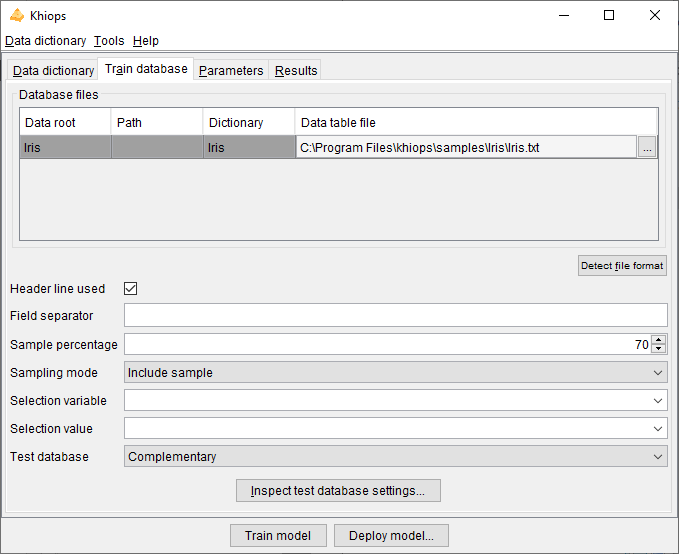 Khiops
Data dictionary Tools Help
Data dictionary Train database Parameters Results
Database files
Data root Path Dictionary Data table file
Iris Iris C:\Program Files\khiops\samples\Iris\Iris.txt ...
Detect file format
Header line used
Field separator
Sample percentage 70
Sampling mode Include sample
Selection variable
Selection value
Test database Complementary
Inspect test database settings...
Train model Deploy model...